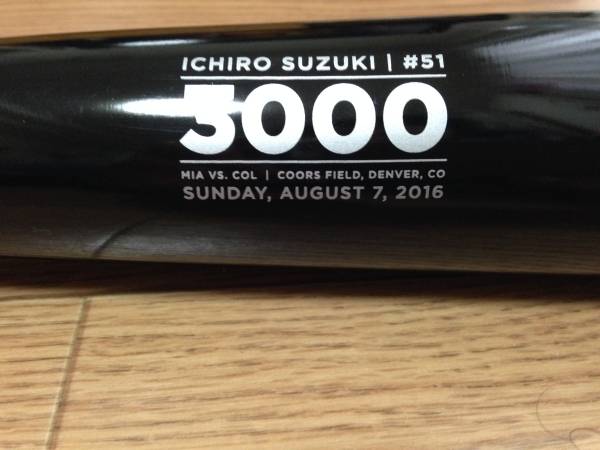 ICHIRO SUZUKI | #51
3000
MIA VS. COL | COORS FIELD, DENVER, CO
SUNDAY, AUGUST 7, 2016